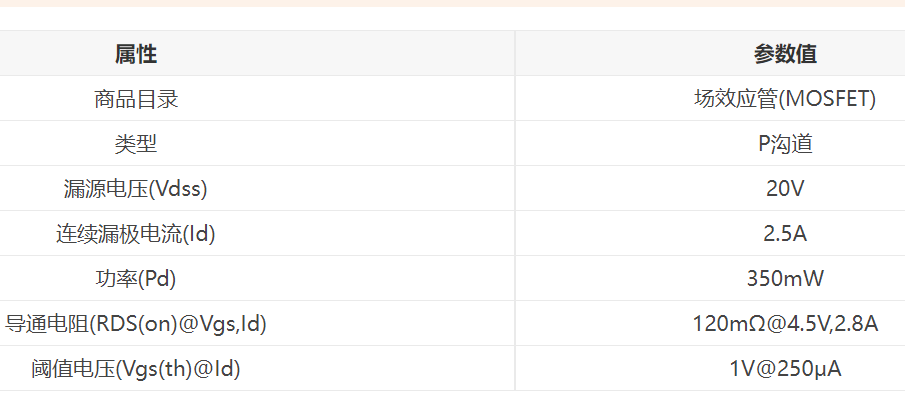 属性 参数值
商品目录 场效应管(MOSFET)
类型 P沟道
漏源电压(Vdss) 20V
连续漏极电流(Id) 2.5A
功率(Pd) 350mW
导通电阻(RDS(on)@Vgs,Id) 120mΩ@4.5V,2.8A
阈值电压(Vgs(th)@Id) 1V@250μA